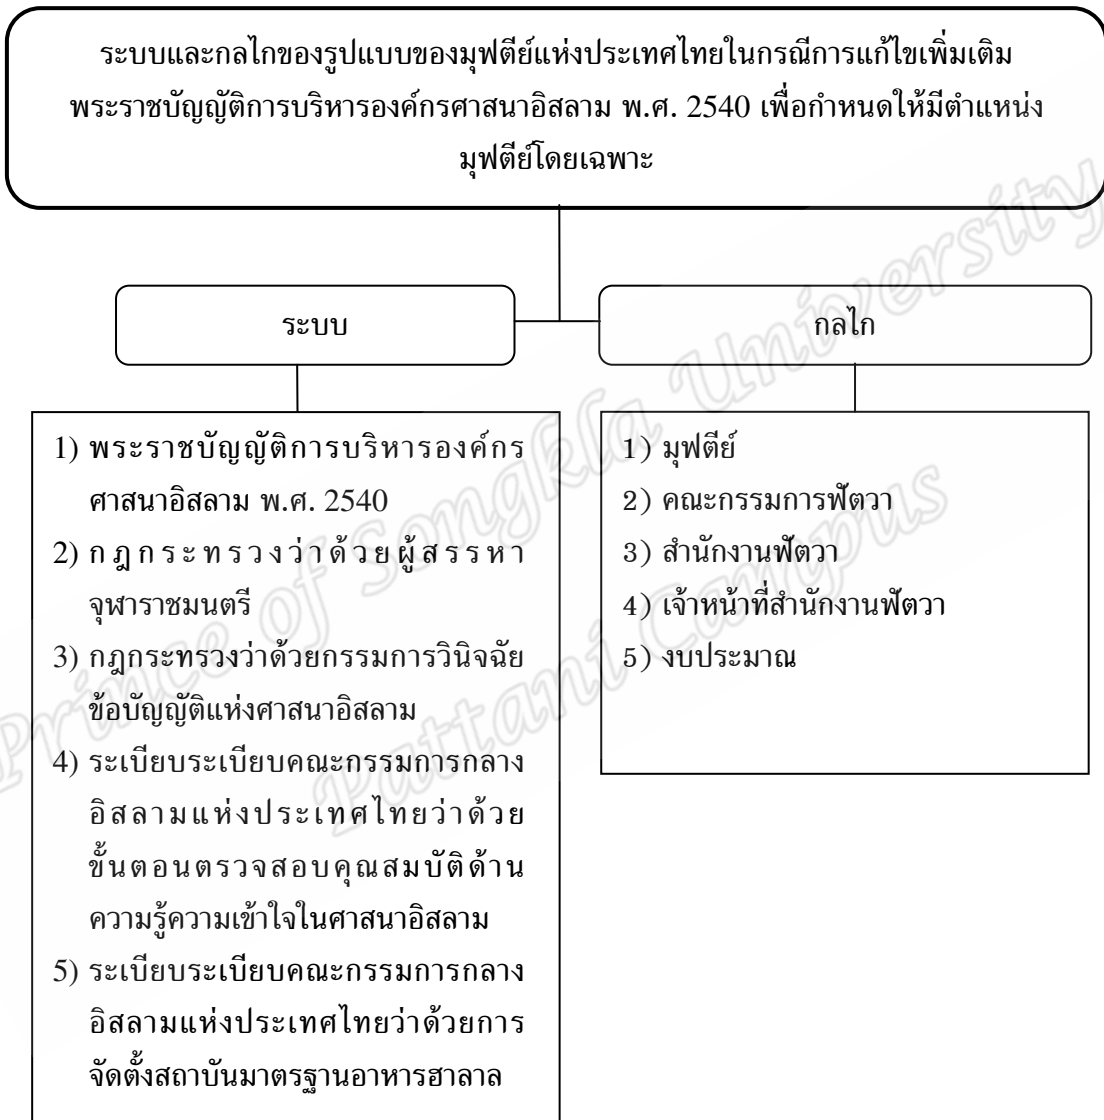 ระบบและกลไกของรูปแบบของมุฟตีย์แห่งประเทศไทยในกรณีการแก้ไขเพิ่มเติม
พระราชบัญญัติการบริหารองค์กรศาสนาอิสลาม พ.ศ. 2540 เพื่อกำหนดให้มีตำแหน่ง
มุฟตีย์โดยเฉพาะ
ระบบ
กลไก
1) พระราชบัญญัติการบริหารองค์กร
ศาสนาอิสลาม พ.ศ. 2540
2) กฎกระทรวงว่าด้วยผู้สรรหา
จุฬาราชมนตรี
3) กฎกระทรวงว่าด้วยกรรมการวินิจฉัย
ข้อบัญญัติแห่งศาสนาอิสลาม
4) ระเบียบระเบียบคณะกรรมการกลาง
อิสลามแห่งประเทศไทยว่าด้วย
ขั้นตอนตรวจสอบคุณสมบัติด้าน
ความรู้ความเข้าใจในศาสนาอิสลาม
5) ระเบียบระเบียบคณะกรรมการกลาง
อิสลามแห่งประเทศไทยว่าด้วยการ
จัดตั้งสถาบันมาตรฐานอาหารฮาลาล
1) มุฟตีย์
2) คณะกรรมการฟัตวา
3) สำนักงานฟัตวา
4) เจ้าหน้าที่สำนักงานฟัตวา
5) งบประมาณ
Prince of Songkla University
Pattani Campus